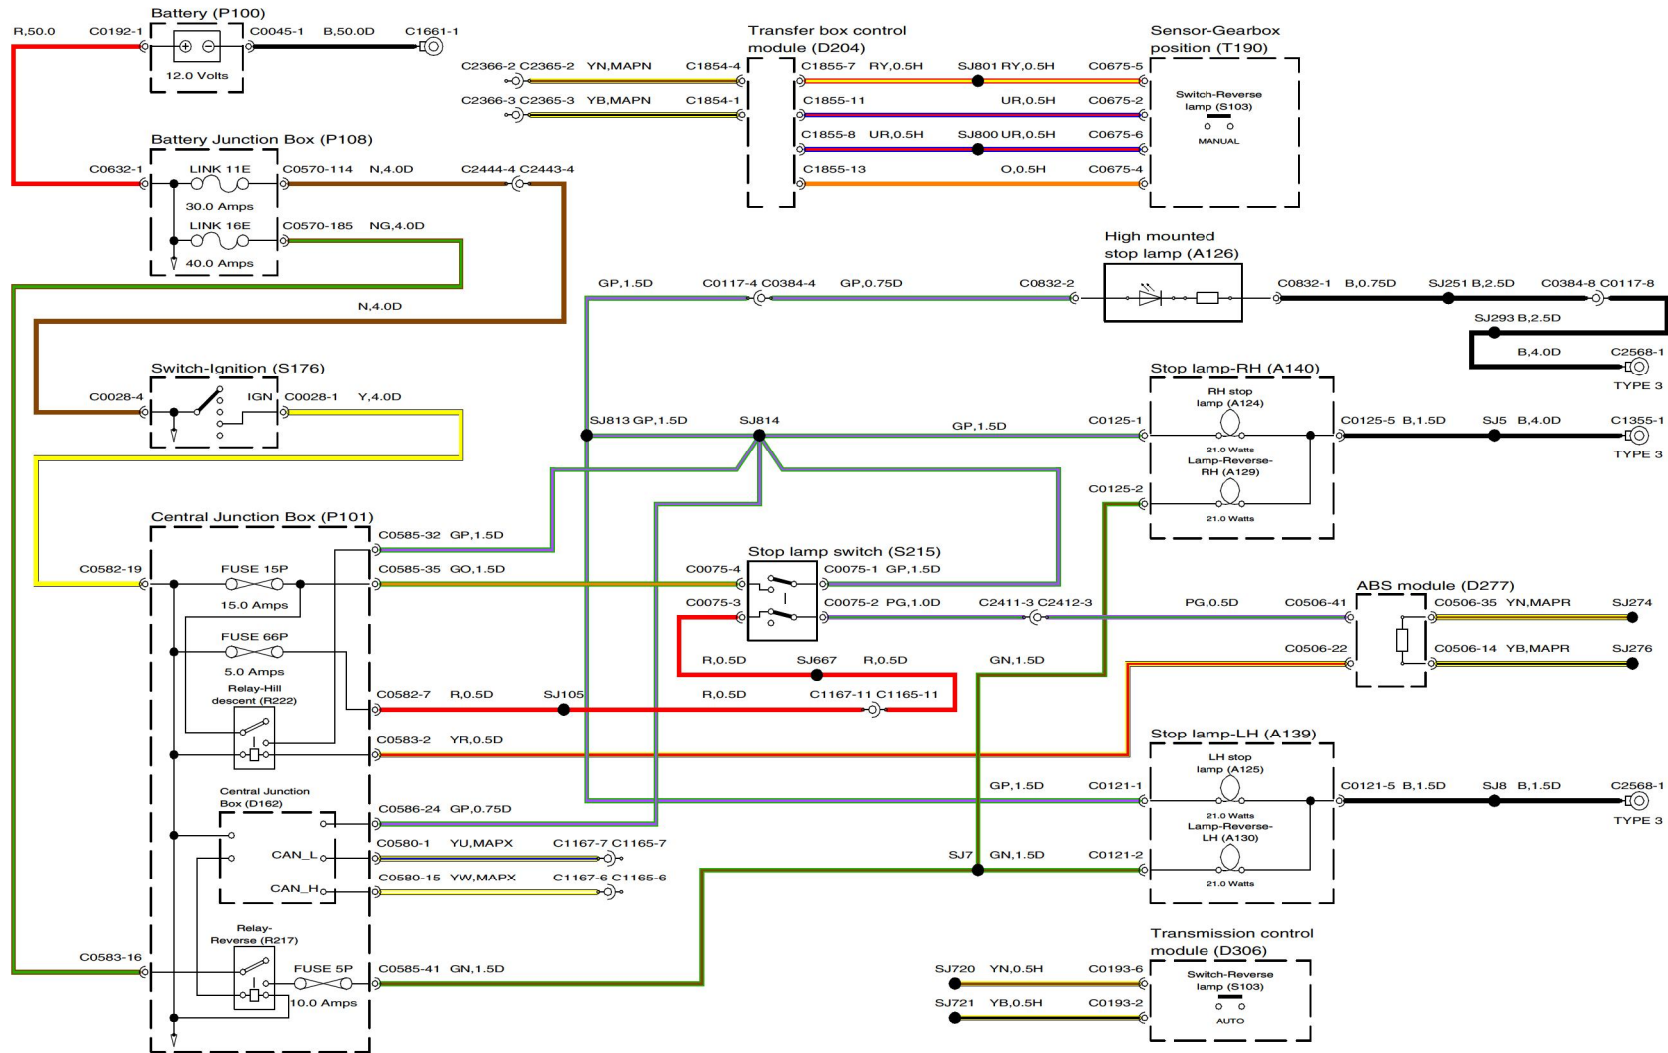 Battery (P100)
R,50.0 C0192-1 C0045-1 B,50.0D C1661-1
12.0 Volts
Transfer box control
module (D204)
Sensor-Gearbox
position (T190)
C2366-2 C2365-2 YN,MAPN C1854-4 C1855-7 RY,0.5H SJ801 RY,0.5H C0675-5
C2366-3 C2365-3 YB,MAPN C1854-1 C1855-11 UR,0.5H C0675-2
C1855-8 UR,0.5H SJ800 UR,0.5H C0675-6
C1855-13 O,0.5H C0675-4
Switch-Reverse
lamp (S103)
MANUAL
Battery Junction Box (P108)
C0632-1 LINK 11E C0570-114 N,4.0D C2444-4 C2443-4
30.0 Amps
LINK 16E C0570-185 NG,4.0D
40.0 Amps
N,4.0D
High mounted
stop lamp (A126)
GP,1.5D C0117-4 C0384-4 GP,0.75D C0832-2 C0832-1 B,0.75D SJ251 B,2.5D C0384-8 C0117-8
SJ293 B,2.5D
B,4.0D C2568-1
TYPE 3
Switch-Ignition (S176)
C0028-4 IGN C0028-1 Y,4.0D
Stop lamp-RH (A140)
RH stop
lamp (A124)
SJ813 GP,1.5D SJ814 GP,1.5D C0125-1 C0125-5 B,1.5D SJ5 B,4.0D C1355-1
21.0 Watts
TYPE 3
Lamp-Reverse-
RH (A129)
C0125-2
21.0 Watts
Central Junction Box (P101)
C0585-32 GP,1.5D
C0582-19 FUSE 15P C0585-35 GO,1.5D
15.0 Amps
FUSE 66P
5.0 Amps
Relay-Hill
descent (R222)
C0582-7 R,0.5D SJ105 R,0.5D C1167-11 C1165-11
C0583-2 YR,0.5D
Stop lamp switch (S215)
C0075-4 C0075-1 GP,1.5D
C0075-3 C0075-2 PG,1.0D C2411-3 C2412-3 PG,0.5D C0506-41
R,0.5D SJ667 R,0.5D
GN,1.5D
ABS module (D277)
C0506-35 YN,MAPR SJ274
C0506-22 C0506-14 YB,MAPR SJ276
Central Junction
Box (D162)
C0586-24 GP,0.75D
CAN_L C0580-1 YU,MAPX C1167-7 C1165-7
CAN_H C0580-15 YW,MAPX C1167-6 C1165-6
Stop lamp-LH (A139)
LH stop
lamp (A125)
GP,1.5D C0121-1 C0121-5 B,1.5D SJ8 B,1.5D C2568-1
21.0 Watts
TYPE 3
Lamp-Reverse-
LH (A130)
SJ7 GN,1.5D C0121-2
21.0 Watts
Relay-
Reverse (R217)
C0583-16 FUSE 5P C0585-41 GN,1.5D
10.0 Amps
Transmission control
module (D306)
SJ720 YN,0.5H C0193-6
SJ721 YB,0.5H C0193-2
Switch-Reverse
lamp (S103)
AUTO